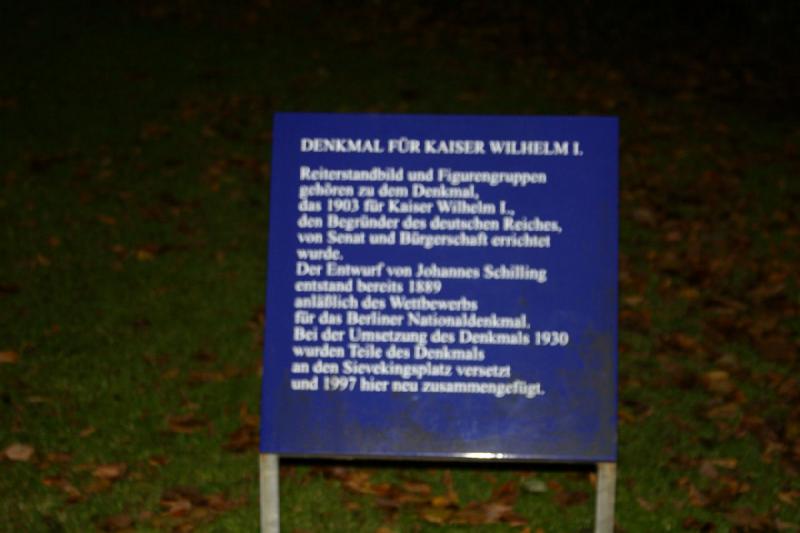 DENKMAL FÜR KAISER WILHELM I.
Reiterstandbild und Figurengruppen
gehören zu dem Denkmal,
das 1903 für Kaiser Wilhelm I.,
den Begründer des deutschen Reiches,
von Senat und Bürgerschaft errichtet
wurde.
Der Entwurf von Johannes Schilling
entstand bereits 1889
anläßlich des Wettbewerbs
für das Berliner Nationaldenkmal.
Bei der Umsetzung des Denkmals 1930
wurden Teile des Denkmals
an den Sievekingsplatz versetzt
und 1997 hier neu zusammengefügt.